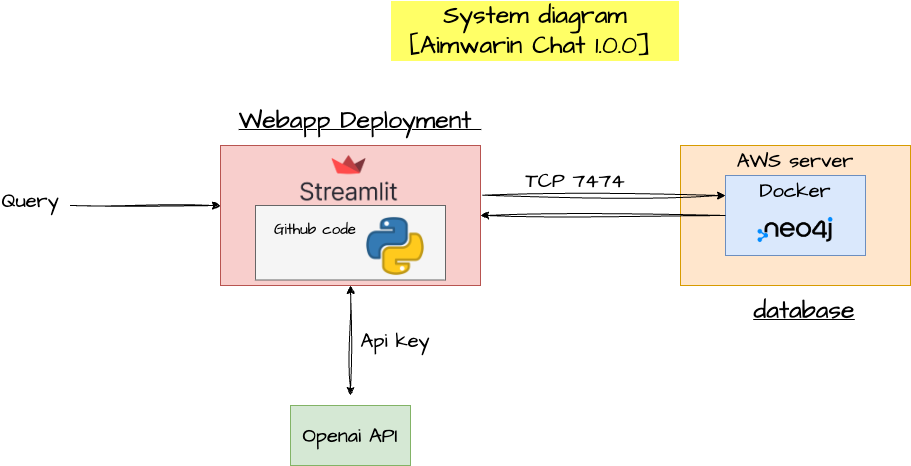 System diagram
[Aimwarin Chat 1.0.0]
Webapp Deployment
Streamlit
Github code
Query
TCP 7474
AWS server
Docker
neo4j
database
Api key
Openai API